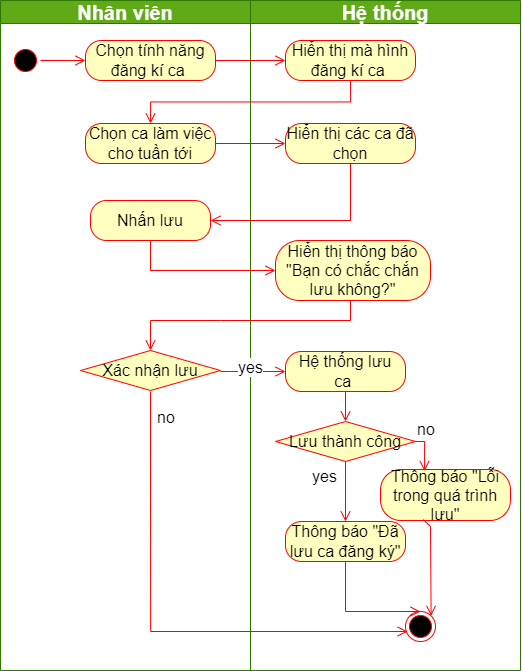 Nhân viên
Hệ thống
Chọn tính năng
đăng kí ca
Hiển thị mà hình
đăng kí ca
Chọn ca làm việc
cho tuần tới
Hiển thị các ca đã
chọn
Nhấn lưu
Hiển thị thông báo
"Bạn có chắc chắn
lưu không?"
Xác nhận lưu
yes
Hệ thống lưu
ca
no
Lưu thành công
no
yes
Thông báo "Lỗi
trong quá trình
lưu"
Thông báo "Đã
lưu ca đăng ký"